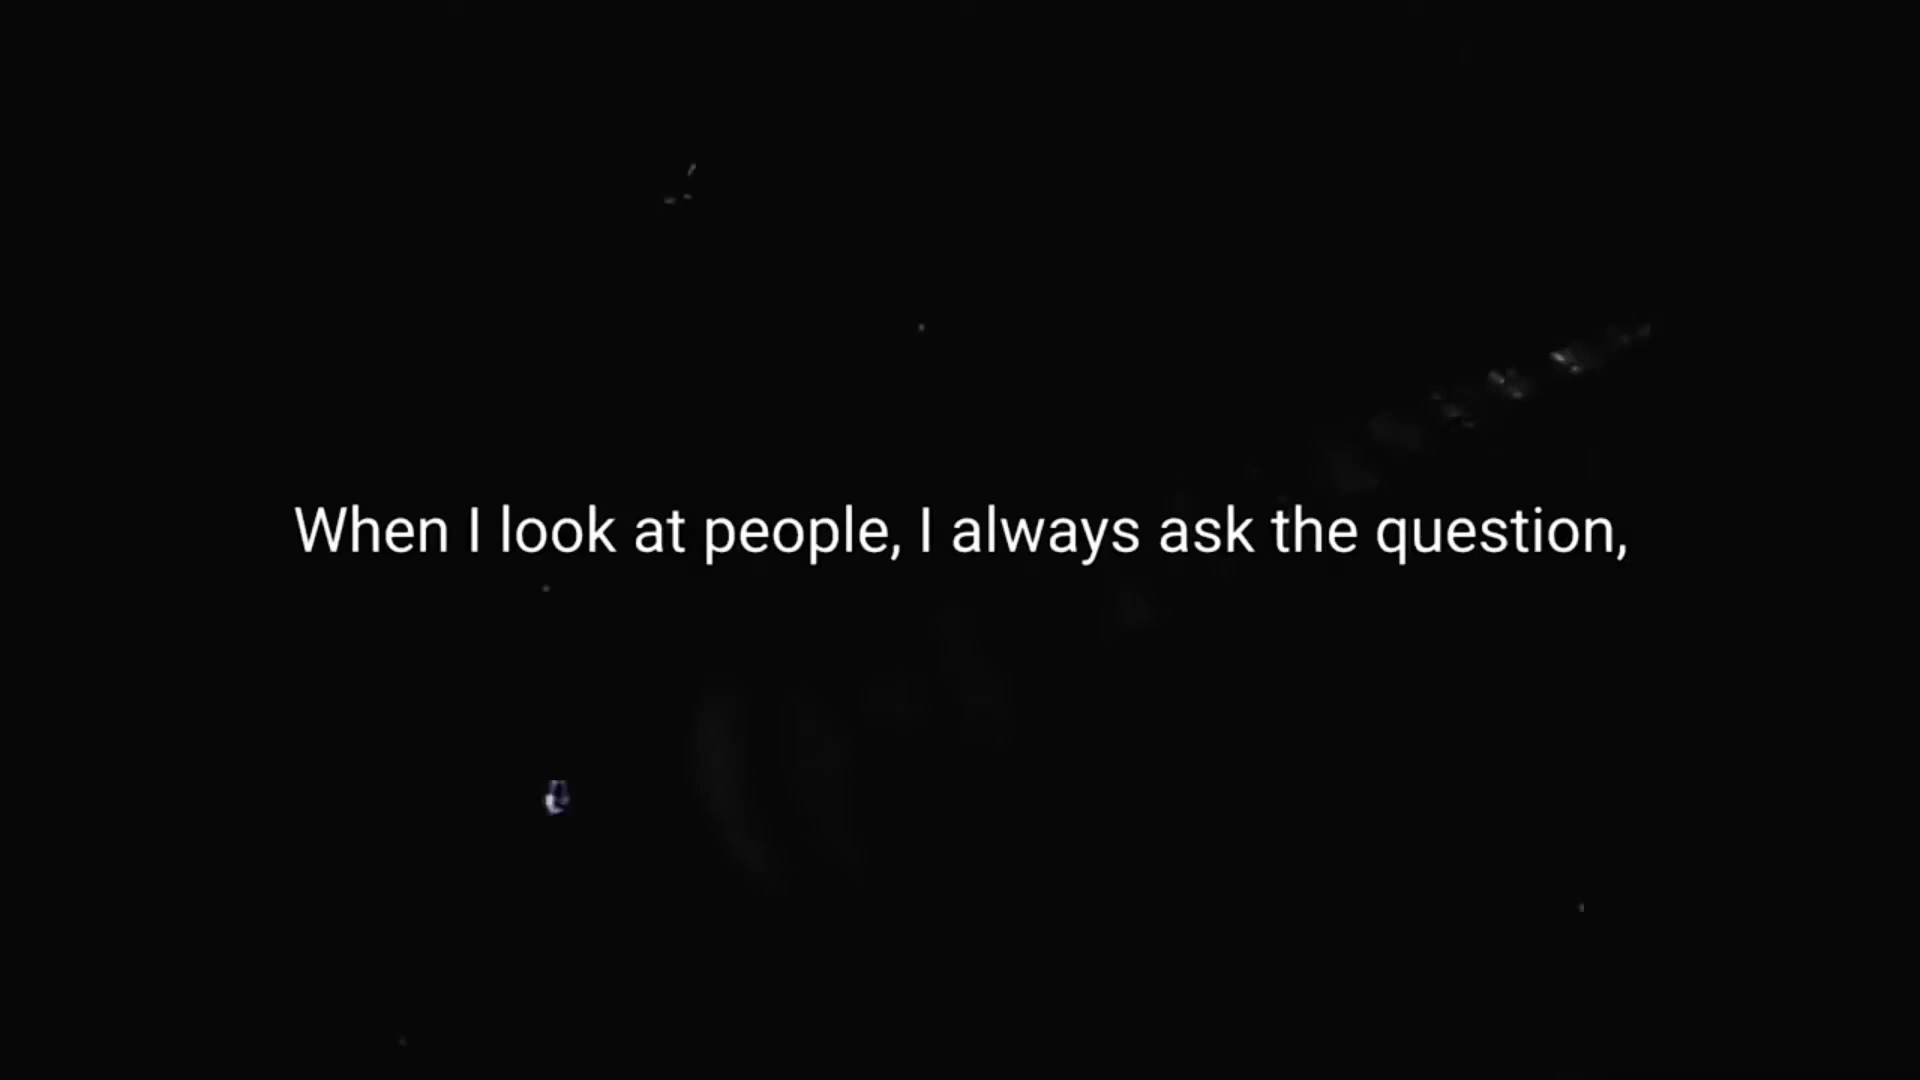 When I look at people, I always ask the question,